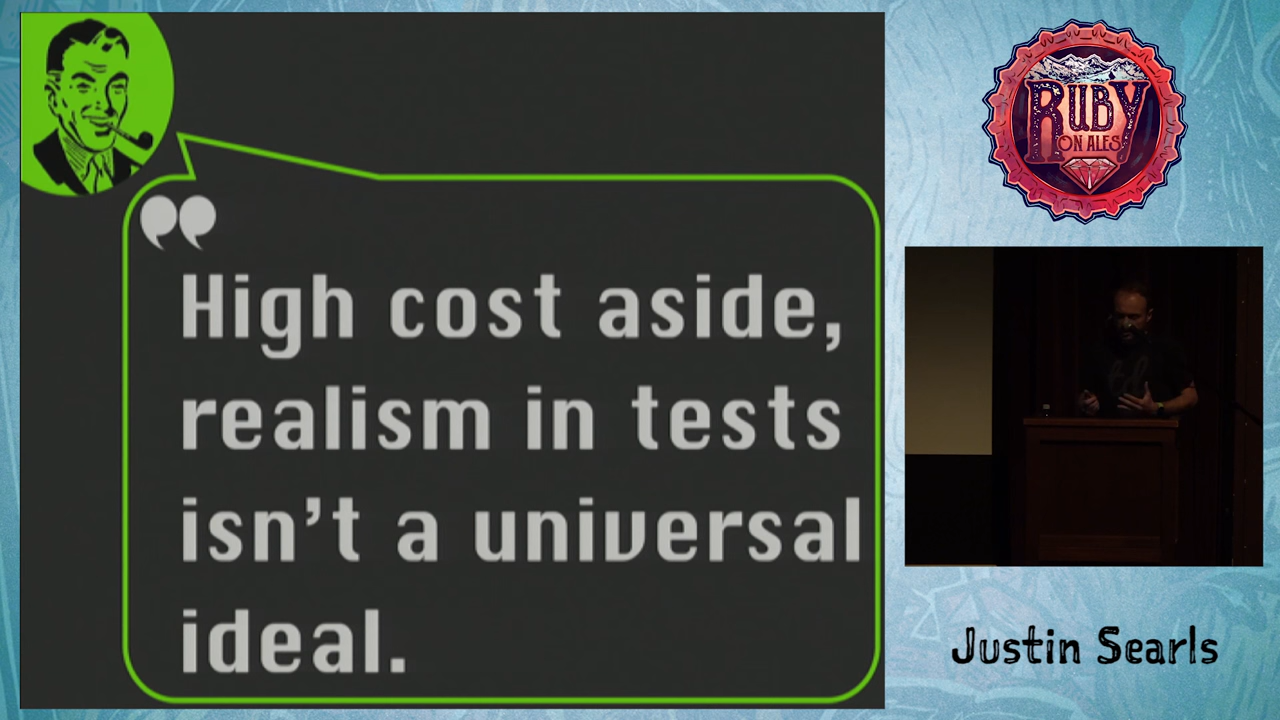 ❟❟
High cost aside,
realism in tests
isn’t a universal
ideal.
RUBY
ON ALES
Justin Searls